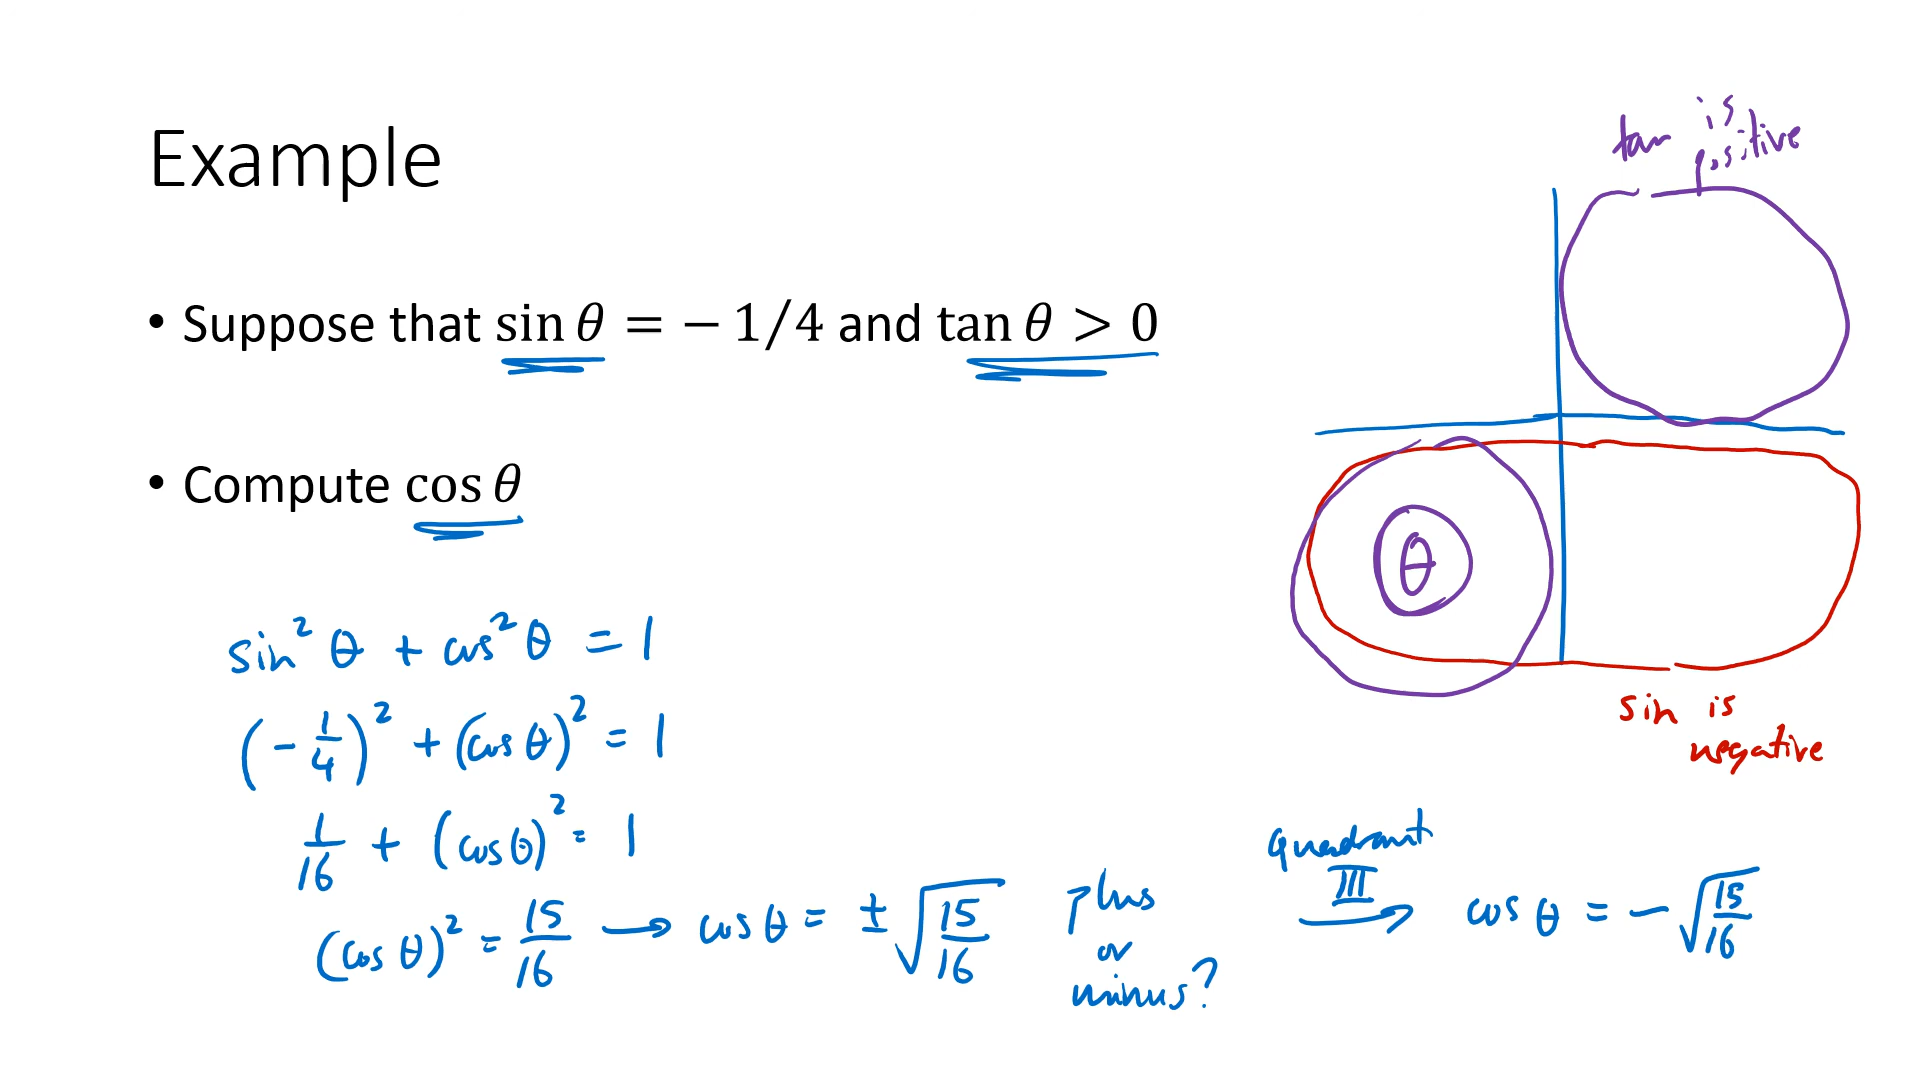 Example
tan is
positive
• Suppose that sin θ = − 1/4 and tan θ > 0
• Compute cos θ
θ
sin² θ + cos² θ = 1
(− 1/4)² + (cos θ)² = 1
1/16 + (cos θ)² = 1
(cos θ)² = 15/16 → cos θ = ± √(15/16)
plus
or
minus?
sin is
negative
quadrant
III
→ cos θ = − √(15/16)